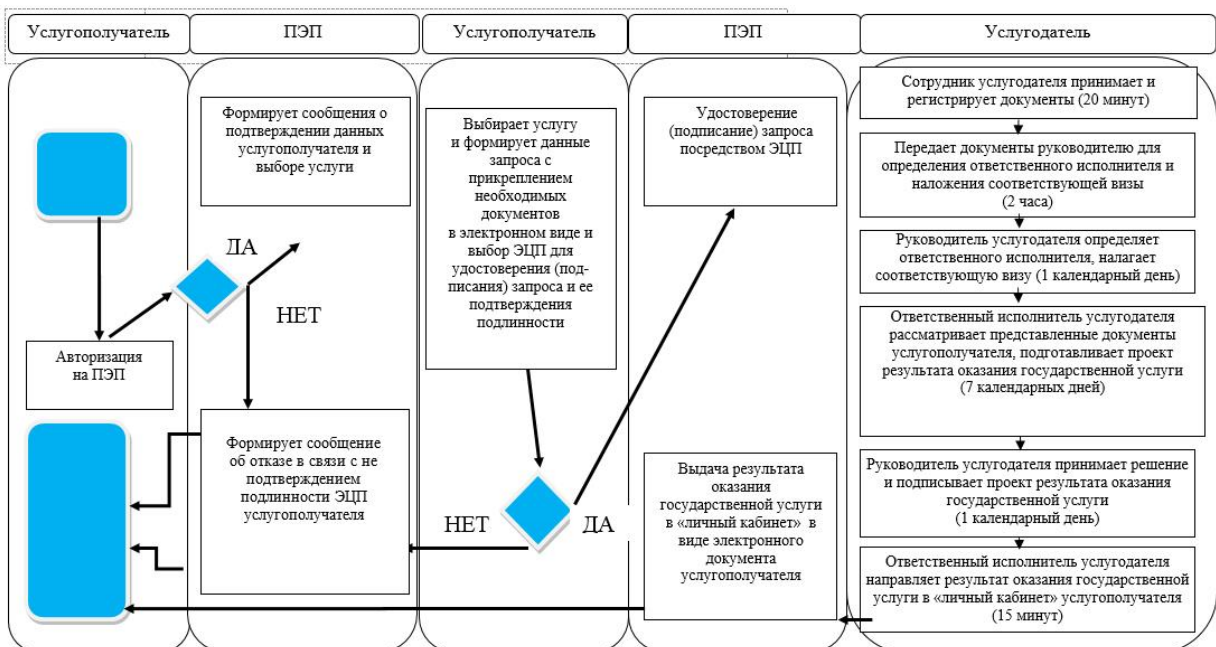 Услугополучатель
ПЭП
Услугополучатель
ПЭП
Услугодатель
Авторизация
на ПЭП
Формирует сообщения о
подтверждении данных
услугополучателя и
выборе услуги
ДА
НЕТ
Формирует сообщение
об отказе в связи с не
подтверждением
подлинности ЭЦП
услугополучателя
Выбирает услугу
и формирует данные
запроса с
прикреплением
необходимых
документов
в электронном виде и
выбор ЭЦП для
удостоверения (под-
писания) запроса и ее
подтверждения
подлинности
НЕТ
ДА
Удостоверение
(подписание) запроса
посредством ЭЦП
Выдача результата
оказания
государственной услуги
в «личный кабинет» в
виде электронного
документа
услугополучателя
Сотрудник услугодателя принимает и
регистрирует документы (20 минут)
Передает документы руководителю для
определения ответственного исполнителя и
наложения соответствующей визы
(2 часа)
Руководитель услугодателя определяет
ответственного исполнителя, налагает
соответствующую визу (1 календарный день)
Ответственный исполнитель услугодателя
рассматривает представленные документы
услугополучателя, подготавливает проект
результата оказания государственной услуги
(7 календарных дней)
Руководитель услугодателя принимает решение
и подписывает проект результата оказания
государственной услуги
(1 календарный день)
Ответственный исполнитель услугодателя
направляет результат оказания государственной
услуги в «личный кабинет» услугополучателя
(15 минут)